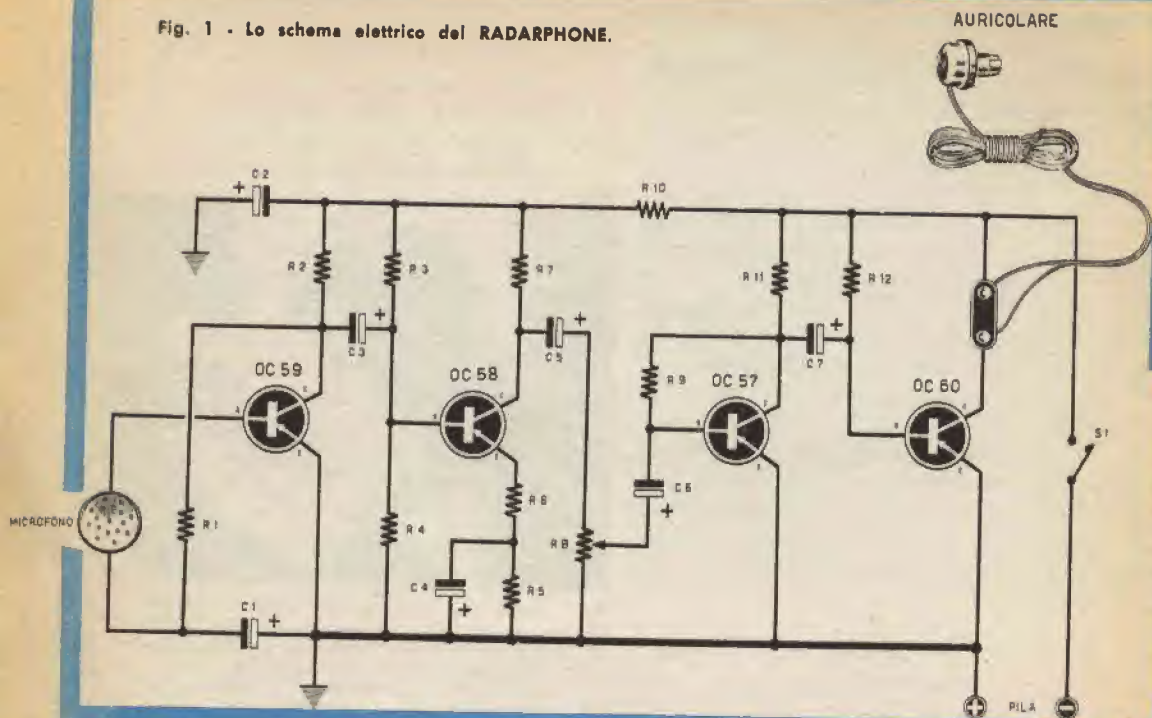 Fig. 1 - Lo schema elettrico del RADARPHONE.
AURICOLARE
C2
+
R10
R2
R3
R7
R11
R12
+
C3
+
C5
+
C7
OC 59
OC 58
R9
OC 57
OC 60
S1
MICROFONO
R1
R4
R6
R8
C6
+
C4
+
R5
C1
+
+
PILA
-